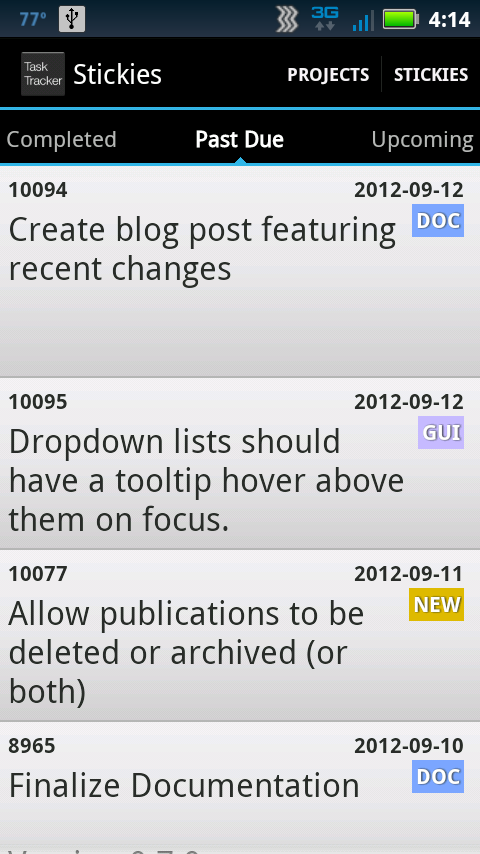 77° 3G 4:14
Task
Tracker
Stickies PROJECTS STICKIES
Completed Past Due Upcoming
10094 2012-09-12
DOC
Create blog post featuring
recent changes
10095 2012-09-12
GUI
Dropdown lists should
have a tooltip hover above
them on focus.
10077 2012-09-11
NEW
Allow publications to be
deleted or archived (or
both)
8965 2012-09-10
DOC
Finalize Documentation